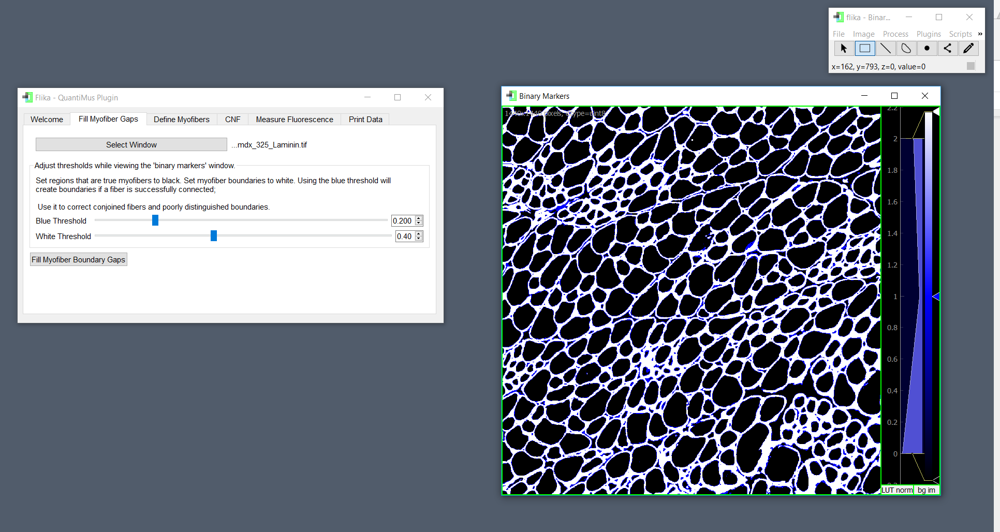 flika - Binar...
File Image Process Plugins Scripts »
x=162, y=793, z=0, value=0
Flika - QuantiMus Plugin
Welcome Fill Myofiber Gaps Define Myofibers CNF Measure Fluorescence Print Data
Select Window ...mdx_325_Laminin.tif
Adjust thresholds while viewing the 'binary markers' window.
Set regions that are true myofibers to black. Set myofiber boundaries to white. Using the blue threshold will
create boundaries if a fiber is successfully connected;
Use it to correct conjoined fibers and poorly distinguished boundaries.
Blue Threshold 0.200
White Threshold 0.40
Fill Myofiber Boundary Gaps
Binary Markers
1440x1440 pixels, dtype=uint8
2.2
2
1.8
1.6
1.4
1.2
1
0.8
0.6
0.4
0.2
0
LUT norm bg im